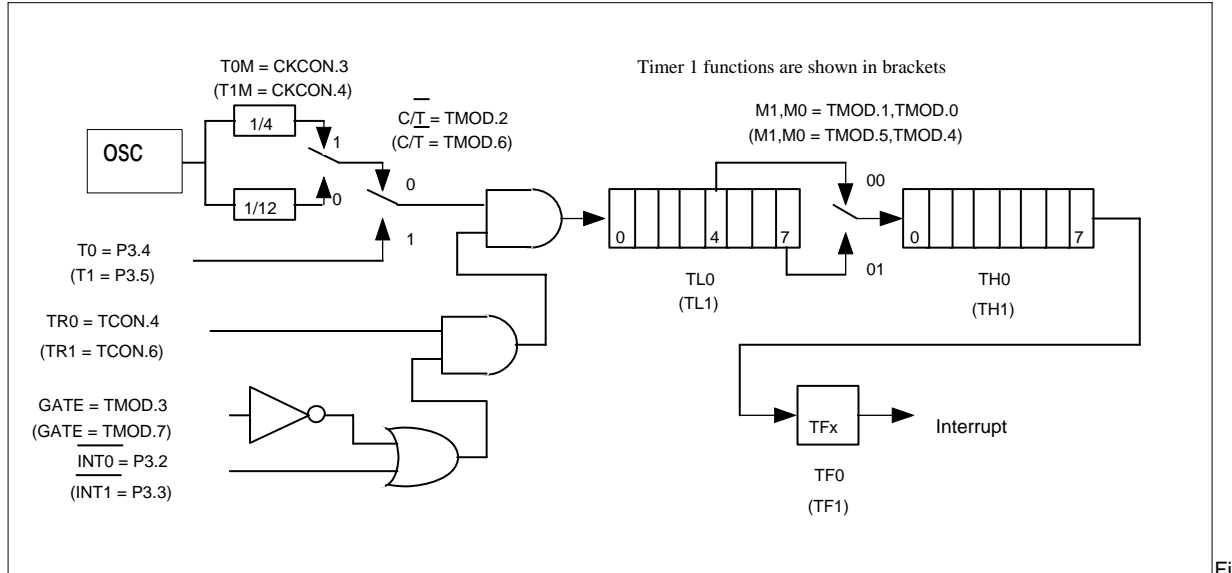 T0M = CKCON.3
(T1M = CKCON.4)
Timer 1 functions are shown in brackets
1/4
C/T = TMOD.2
(C/T = TMOD.6)
M1,M0 = TMOD.1,TMOD.0
(M1,M0 = TMOD.5,TMOD.4)
OSC
1
0
0
00
1/12
1
0 4 7
0 7
T0 = P3.4
(T1 = P3.5)
01
TL0
(TL1)
TH0
(TH1)
TR0 = TCON.4
(TR1 = TCON.6)
GATE = TMOD.3
(GATE = TMOD.7)
INT0 = P3.2
(INT1 = P3.3)
TFx
Interrupt
TF0
(TF1)